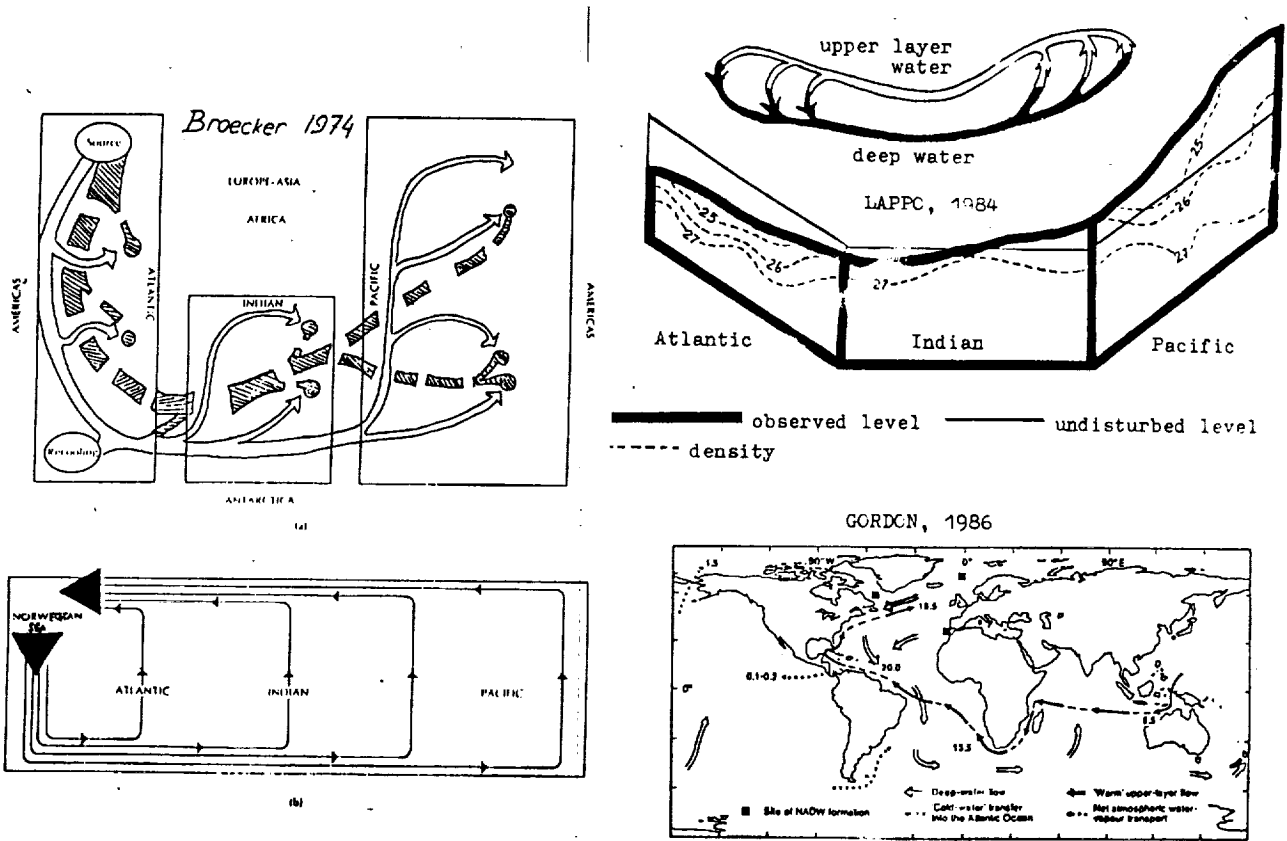 Broecker 1974
Source
EUROPE-ASIA
AFRICA
AMERICAS
ATLANTIC
INDIAN
PACIFIC
AMERICAS
Recooling
ANTARCTICA
(a)
NORWEGIAN
SEA
ATLANTIC
INDIAN
PACIFIC
(b)
upper layer
water
deep water
LAPPC, 1984
25
26
27
27
25
26
27
Atlantic
Indian
Pacific
observed level
undisturbed level
density
GORDON, 1986
1.5
90°W
0°
90°E
18.5
20.0
0.1-0.3
8.5
13.5
0°
Deep-water flow
'Warm' upper-layer flow
Site of NADW formation
'Cold-water' transfer
into the Atlantic Ocean
Net atmospheric water-
vapour transport